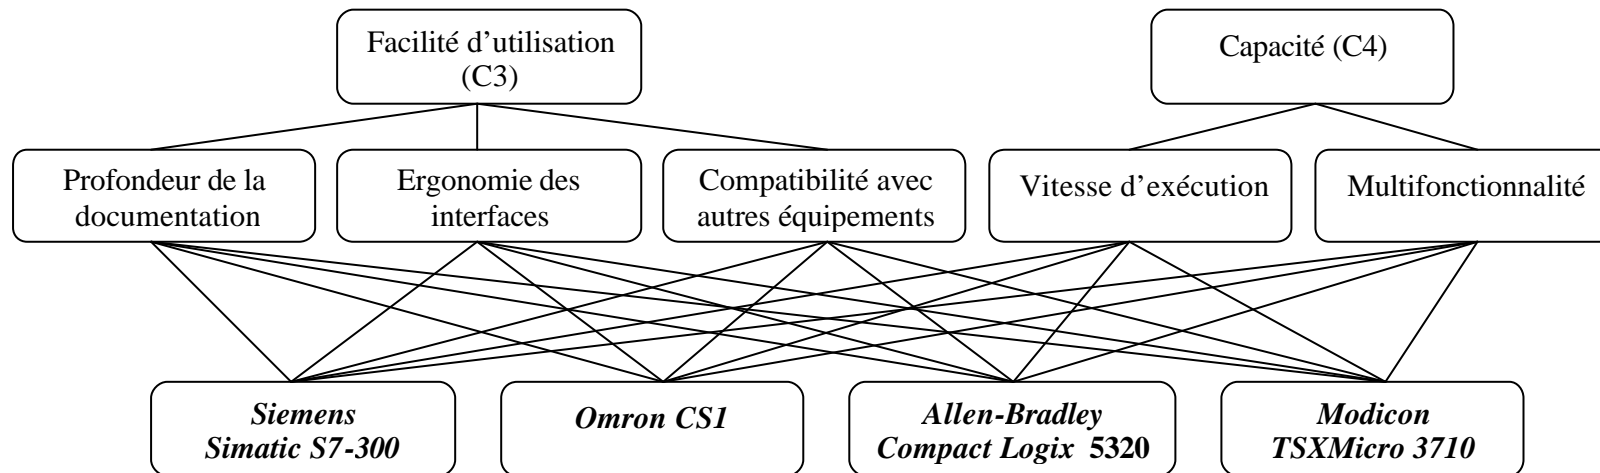 Facilité d’utilisation
(C3)
Capacité (C4)
Profondeur de la
documentation
Ergonomie des
interfaces
Compatibilité avec
autres équipements
Vitesse d’exécution
Multifonctionnalité
Siemens
Simatic S7-300
Omron CS1
Allen-Bradley
Compact Logix 5320
Modicon
TSXMicro 3710